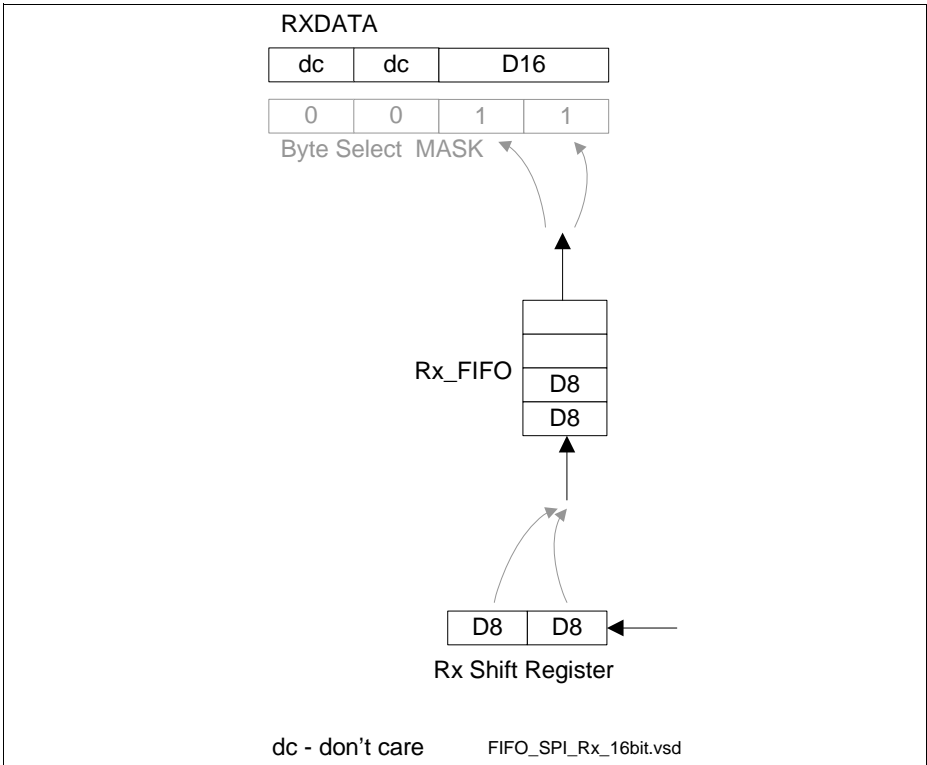 RXDATA
dc dc D16
0 0 1 1
Byte Select MASK
Rx_FIFO
D8
D8
D8 D8
Rx Shift Register
dc - don't care FIFO_SPI_Rx_16bit.vsd